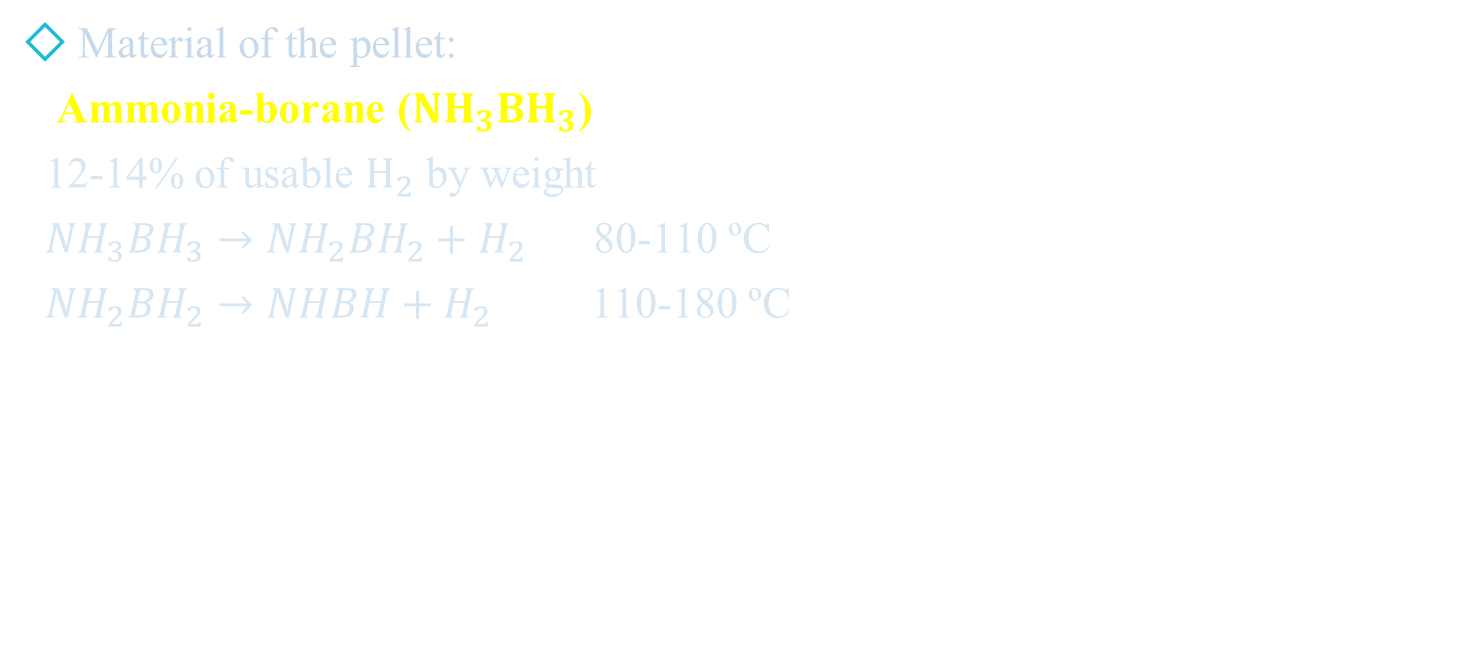 Material of the pellet:
Ammonia-borane (NH₃BH₃)
12-14% of usable H₂ by weight
NH₃BH₃ → NH₂BH₂ + H₂ 80-110 ºC
NH₂BH₂ → NHBH + H₂ 110-180 ºC